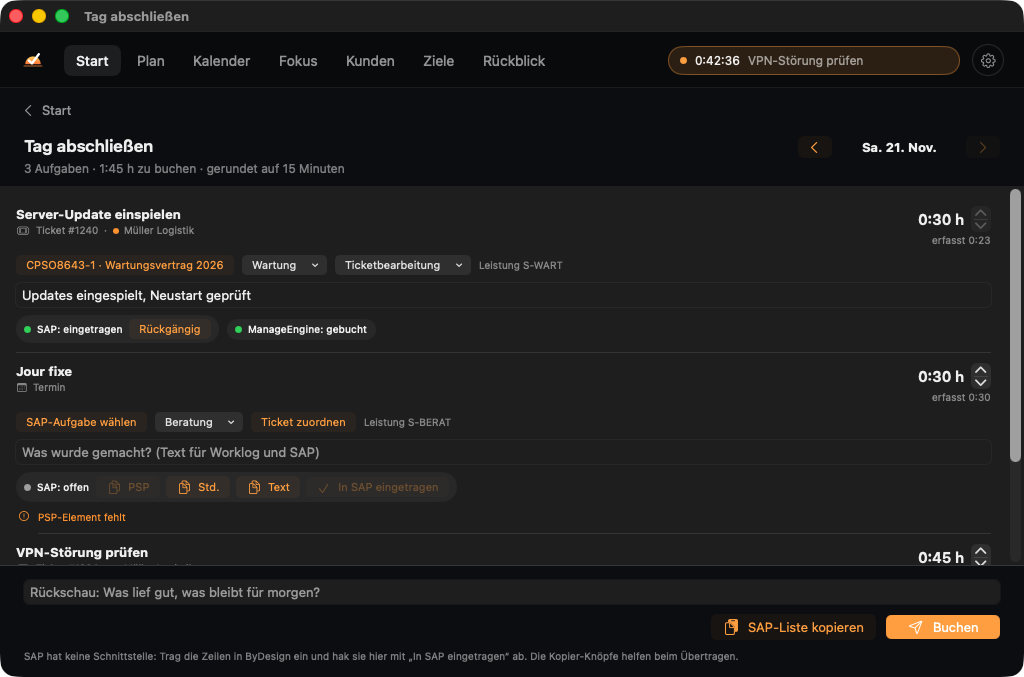 Tag abschließen
Start
Plan
Kalender
Fokus
Kunden
Ziele
Rückblick
0:42:36 VPN-Störung prüfen
Start
Tag abschließen
Sa. 21. Nov.
3 Aufgaben · 1:45 h zu buchen · gerundet auf 15 Minuten
Server-Update einspielen
0:30 h
Ticket #1240 · Müller Logistik
erfasst 0:23
CPSO8643-1 · Wartungsvertrag 2026
Wartung
Ticketbearbeitung
Leistung S-WART
Updates eingespielt, Neustart geprüft
SAP: eingetragen
Rückgängig
ManageEngine: gebucht
Jour fixe
0:30 h
Termin
erfasst 0:30
SAP-Aufgabe wählen
Beratung
Ticket zuordnen
Leistung S-BERAT
Was wurde gemacht? (Text für Worklog und SAP)
SAP: offen
PSP
Std.
Text
In SAP eingetragen
PSP-Element fehlt
VPN-Störung prüfen
0:45 h
Rückschau: Was lief gut, was bleibt für morgen?
SAP-Liste kopieren
Buchen
SAP hat keine Schnittstelle: Trag die Zeilen in ByDesign ein und hak sie hier mit „In SAP eingetragen“ ab. Die Kopier-Knöpfe helfen beim Übertragen.